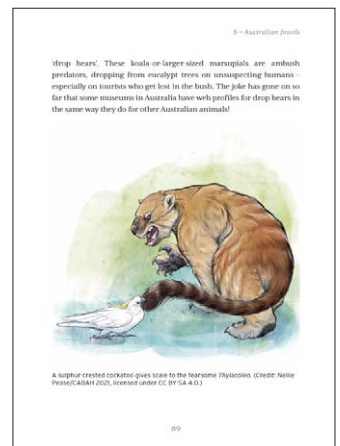 5 – Australian fossils
'drop bears'. These koala-or-larger-sized marsupials are ambush
predators, dropping from eucalypt trees on unsuspecting humans –
especially on tourists who get lost in the bush. The joke has gone on so
far that some museums in Australia have web profiles for drop bears in
the same way they do for other Australian animals!
A sulphur-crested cockatoo gives scale to the fearsome Thylacoleo. (Credit: Nellie
Pease/CABAH 2021, licensed under CC BY-SA 4.0.)
89